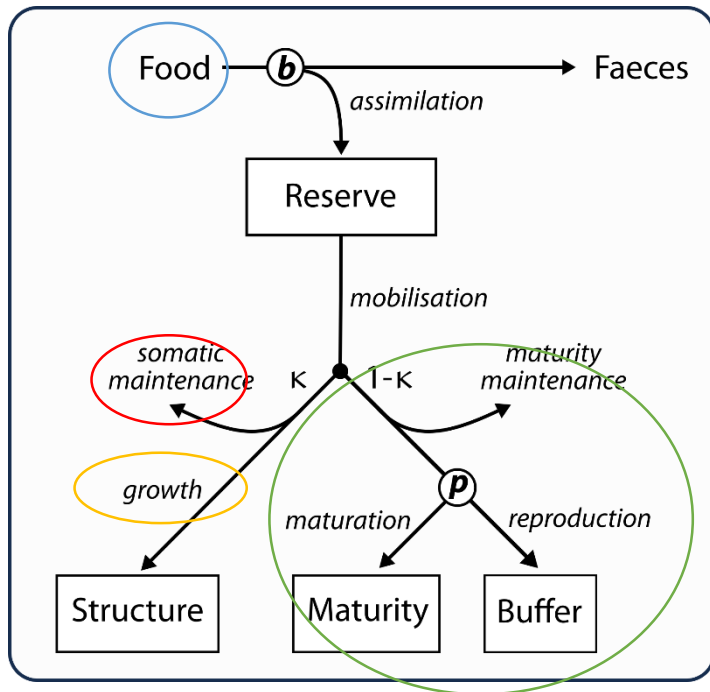 Food
b
Faeces
assimilation
Reserve
mobilisation
somatic
maintenance
κ
1-κ
maturity
maintenance
growth
p
maturation
reproduction
Structure
Maturity
Buffer